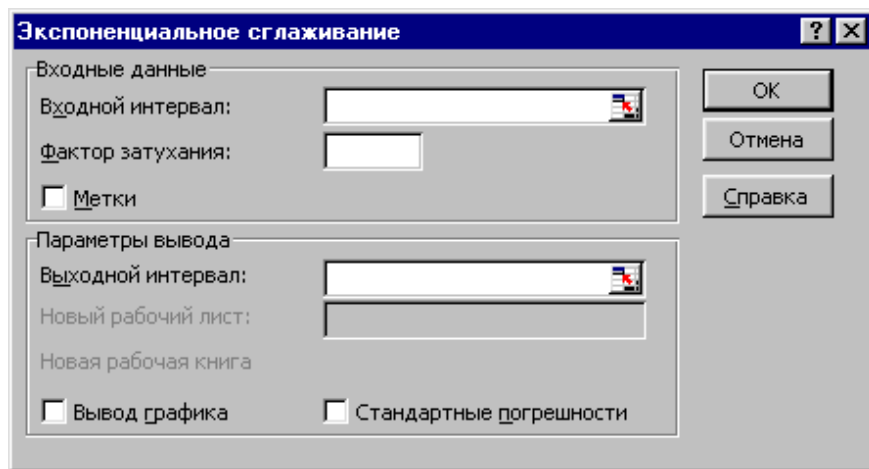 Экспоненциальное сглаживание
Входные данные
Входной интервал:
Фактор затухания:
Метки
OK
Отмена
Справка
Параметры вывода
Выходной интервал:
Новый рабочий лист:
Новая рабочая книга
Вывод графика
Стандартные погрешности